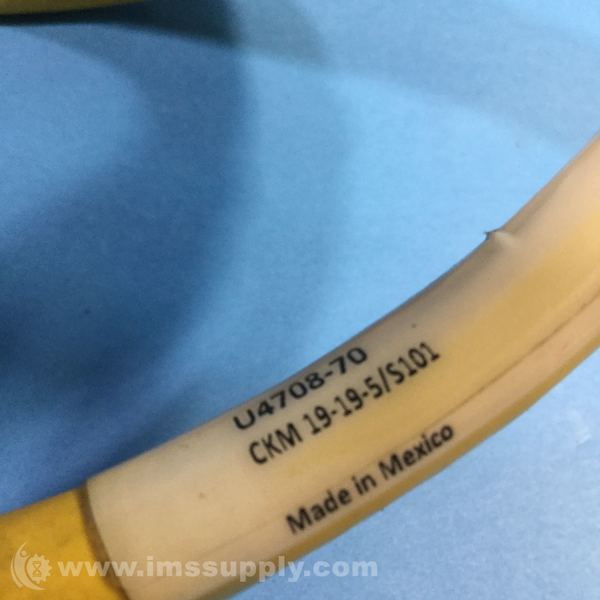 U4708-70
CKM 19-19-5/S101
Made in Mexico
www.imssupply.com